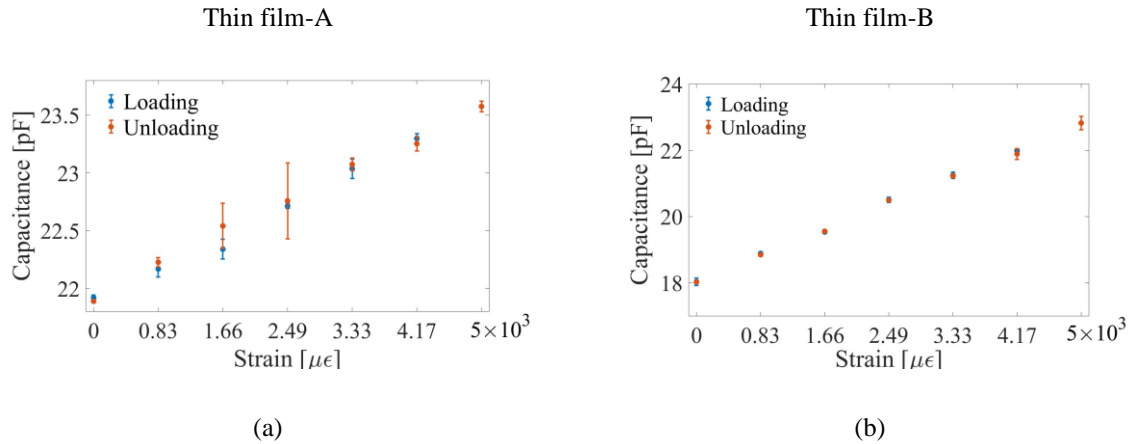 Thin film-A
Thin film-B
Capacitance [pF]
23.5
23
22.5
22
Loading
Unloading
0 0.83 1.66 2.49 3.33 4.17 5×10³
Strain [με]
(a)
Capacitance [pF]
24
22
20
18
Loading
Unloading
0 0.83 1.66 2.49 3.33 4.17 5×10³
Strain [με]
(b)